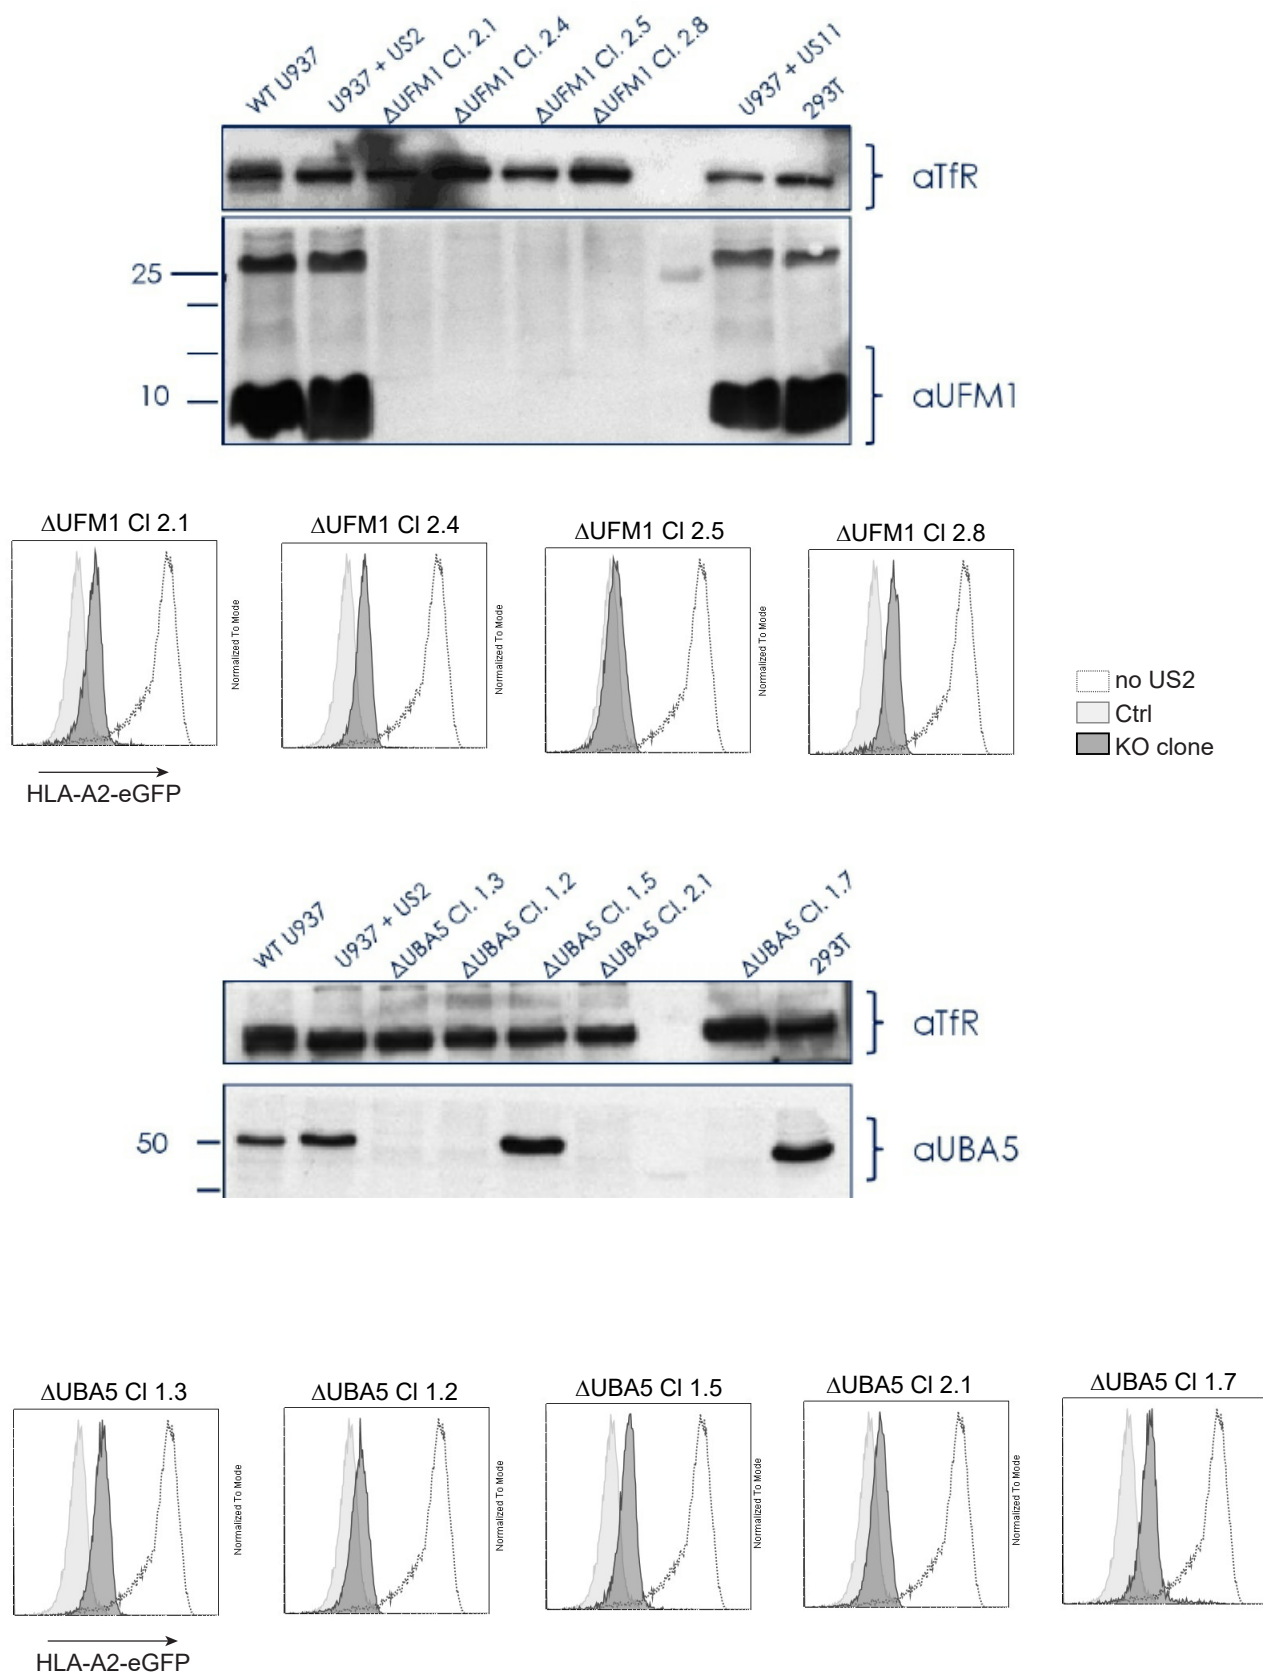 WT U937
U937 + US2
ΔUFM1 Cl. 2.1
ΔUFM1 Cl. 2.4
ΔUFM1 Cl. 2.5
ΔUFM1 Cl. 2.8
U937 + US11
293T
aTfR
25
10
aUFM1
ΔUFM1 Cl 2.1
ΔUFM1 Cl 2.4
ΔUFM1 Cl 2.5
ΔUFM1 Cl 2.8
Normalized To Mode
Normalized To Mode
Normalized To Mode
no US2
Ctrl
KO clone
HLA-A2-eGFP
WT U937
U937 + US2
ΔUBA5 Cl. 1.3
ΔUBA5 Cl. 1.2
ΔUBA5 Cl. 1.5
ΔUBA5 Cl. 2.1
ΔUBA5 Cl. 1.7
293T
aTfR
50
aUBA5
ΔUBA5 Cl 1.3
ΔUBA5 Cl 1.2
ΔUBA5 Cl 1.5
ΔUBA5 Cl 2.1
ΔUBA5 Cl 1.7
Normalized To Mode
Normalized To Mode
Normalized To Mode
Normalized To Mode
HLA-A2-eGFP